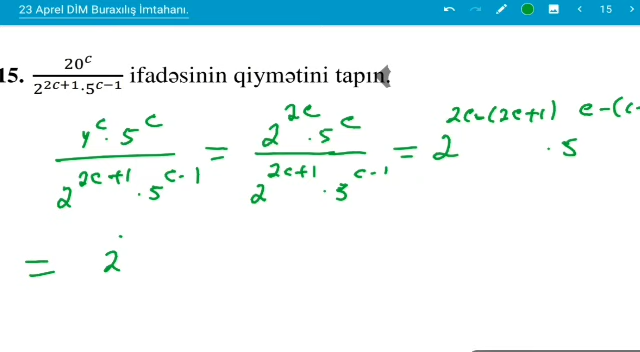 23 Aprel DİM Buraxılış İmtahanı. 15
15. 20^c / 2^(2c+1)·5^(c−1) ifadəsinin qiymətini tapın.
4^c · 5^c / 2^(2c+1) · 5^(c-1) = 2^(2c) · 5^c / 2^(2c+1) · 5^(c-1) = 2^(2c-(2c+1)) · 5^(c-(c-
= 2